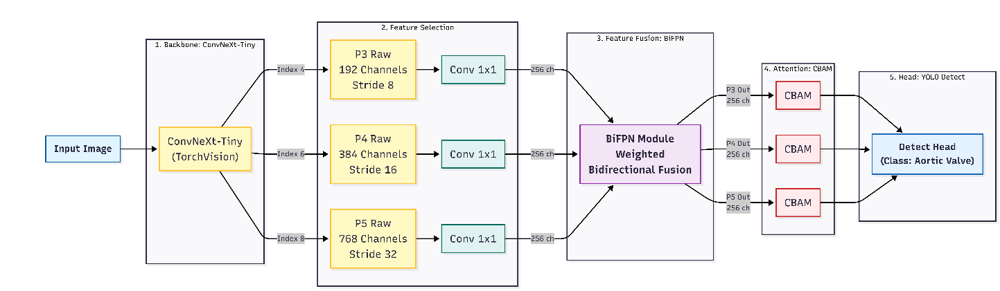 1. Backbone: ConvNeXt-Tiny
2. Feature Selection
3. Feature Fusion: BiFPN
4. Attention: CBAM
5. Head: YOLO Detect
Input Image
ConvNeXt-Tiny
(TorchVision)
Index 4
Index 6
Index 8
P3 Raw
192 Channels
Stride 8
Conv 1x1
256 ch
P4 Raw
384 Channels
Stride 16
Conv 1x1
256 ch
P5 Raw
768 Channels
Stride 32
Conv 1x1
256 ch
BiFPN Module
Weighted
Bidirectional Fusion
P3 Out
256 ch
P4 Out
256 ch
P5 Out
256 ch
CBAM
CBAM
CBAM
Detect Head
(Class: Aortic Valve)